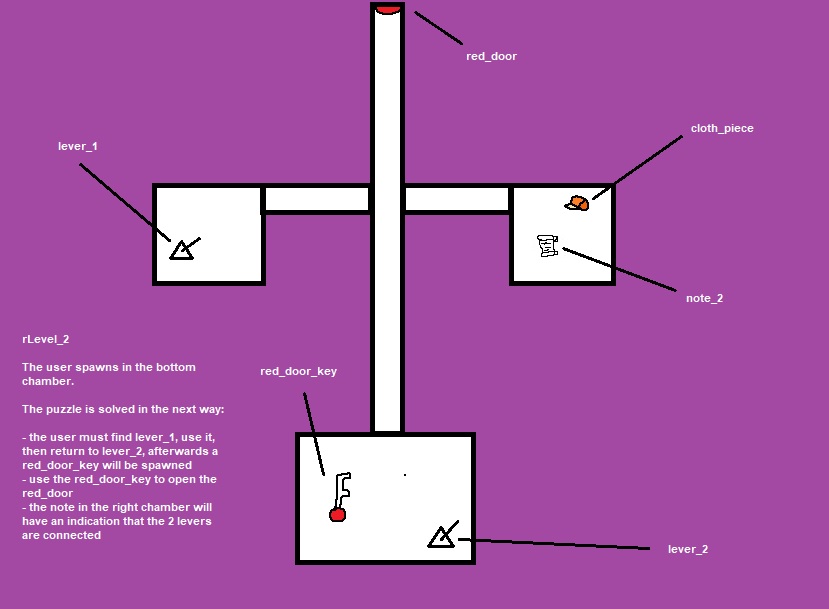 red_door
cloth_piece
lever_1
note_2
rLevel_2
The user spawns in the bottom
chamber.
The puzzle is solved in the next way:
- the user must find lever_1, use it,
then return to lever_2, afterwards a
red_door_key will be spawned
- use the red_door_key to open the
red_door
- the note in the right chamber will
have an indication that the 2 levers
are connected
red_door_key
lever_2